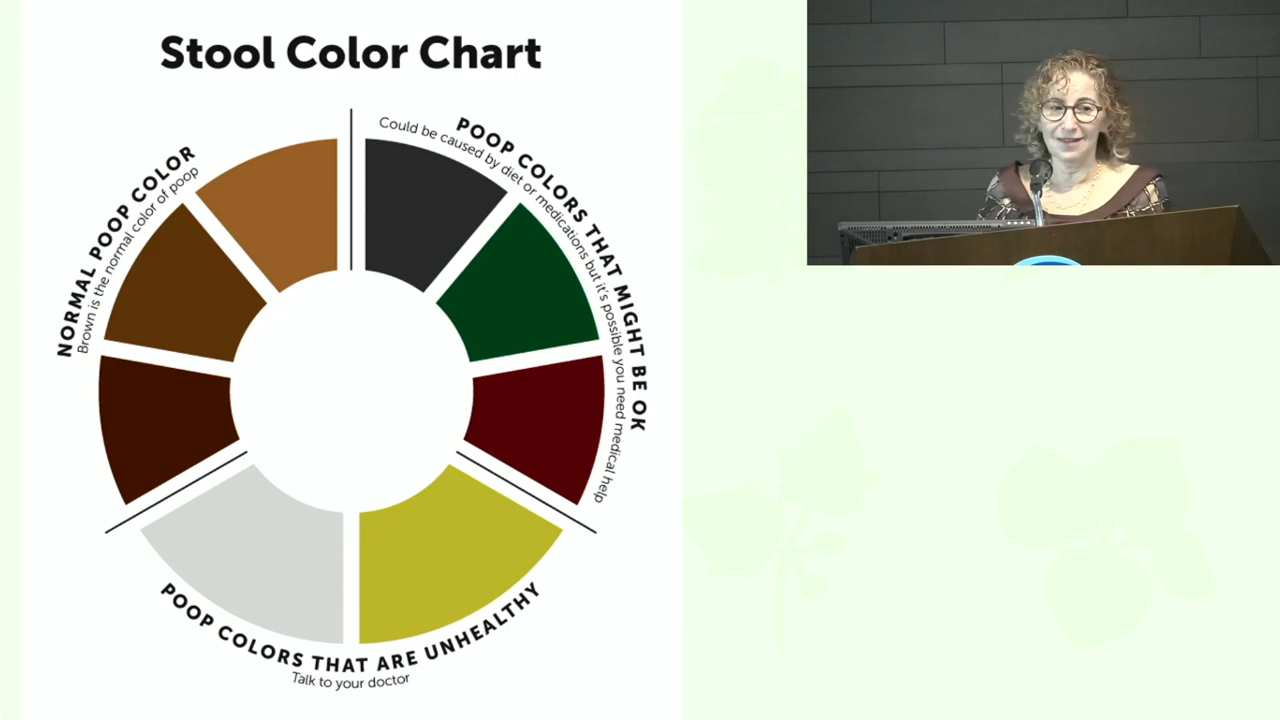 Stool Color Chart
NORMAL POOP COLOR
Brown is the normal color of poop
POOP COLORS THAT MIGHT BE OK
Could be caused by diet or medications but it's possible you need medical help
POOP COLORS THAT ARE UNHEALTHY
Talk to your doctor